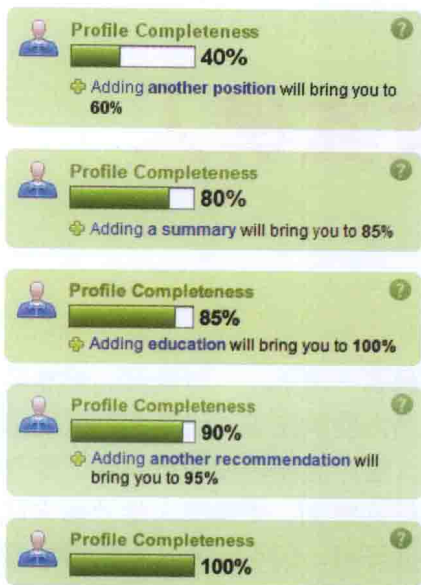 Profile Completeness
?
40%
Adding another position will bring you to
60%
Profile Completeness
?
80%
Adding a summary will bring you to 85%
Profile Completeness
?
85%
Adding education will bring you to 100%
Profile Completeness
?
90%
Adding another recommendation will
bring you to 95%
Profile Completeness
?
100%